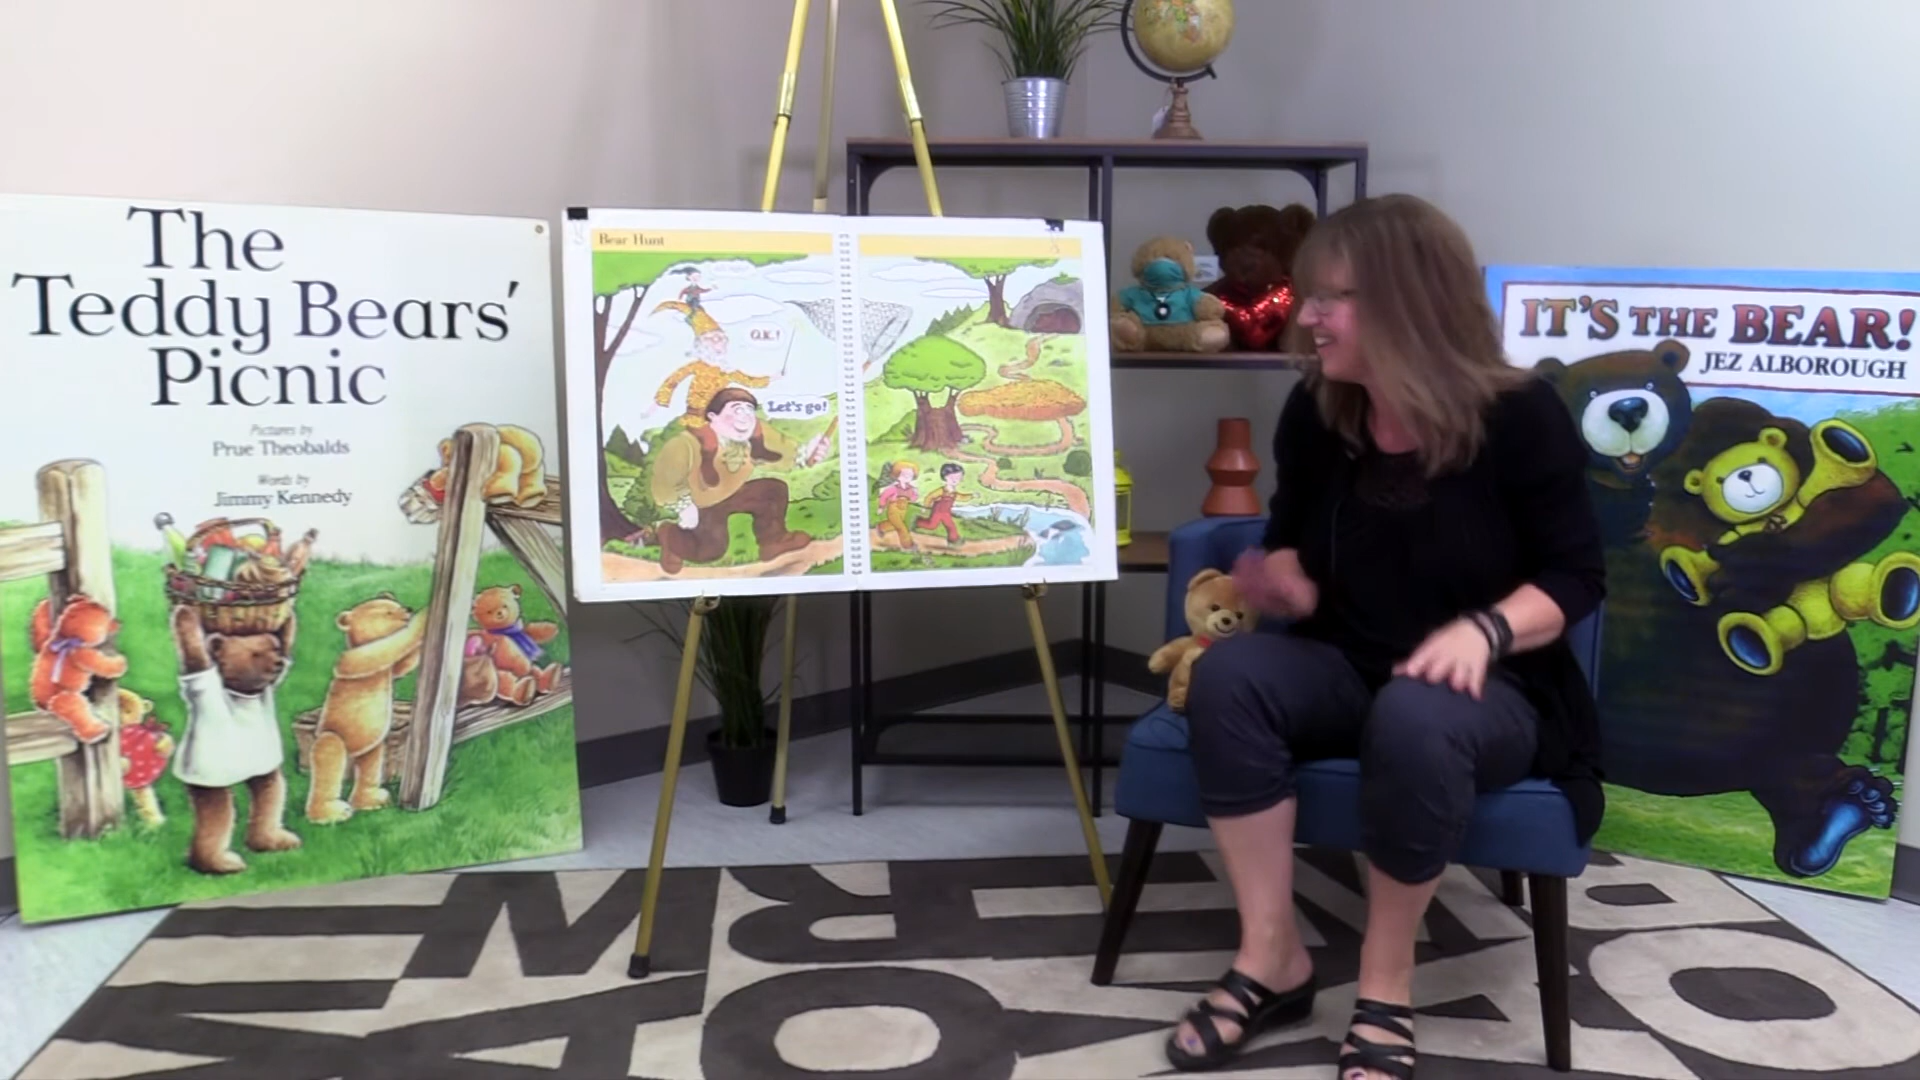 The
Teddy Bears'
Picnic
Pictures by
Prue Theobalds
Words by
Jimmy Kennedy
Bear Hunt
O.K.!
Let's go!
IT'S THE BEAR!
JEZ ALBOROUGH